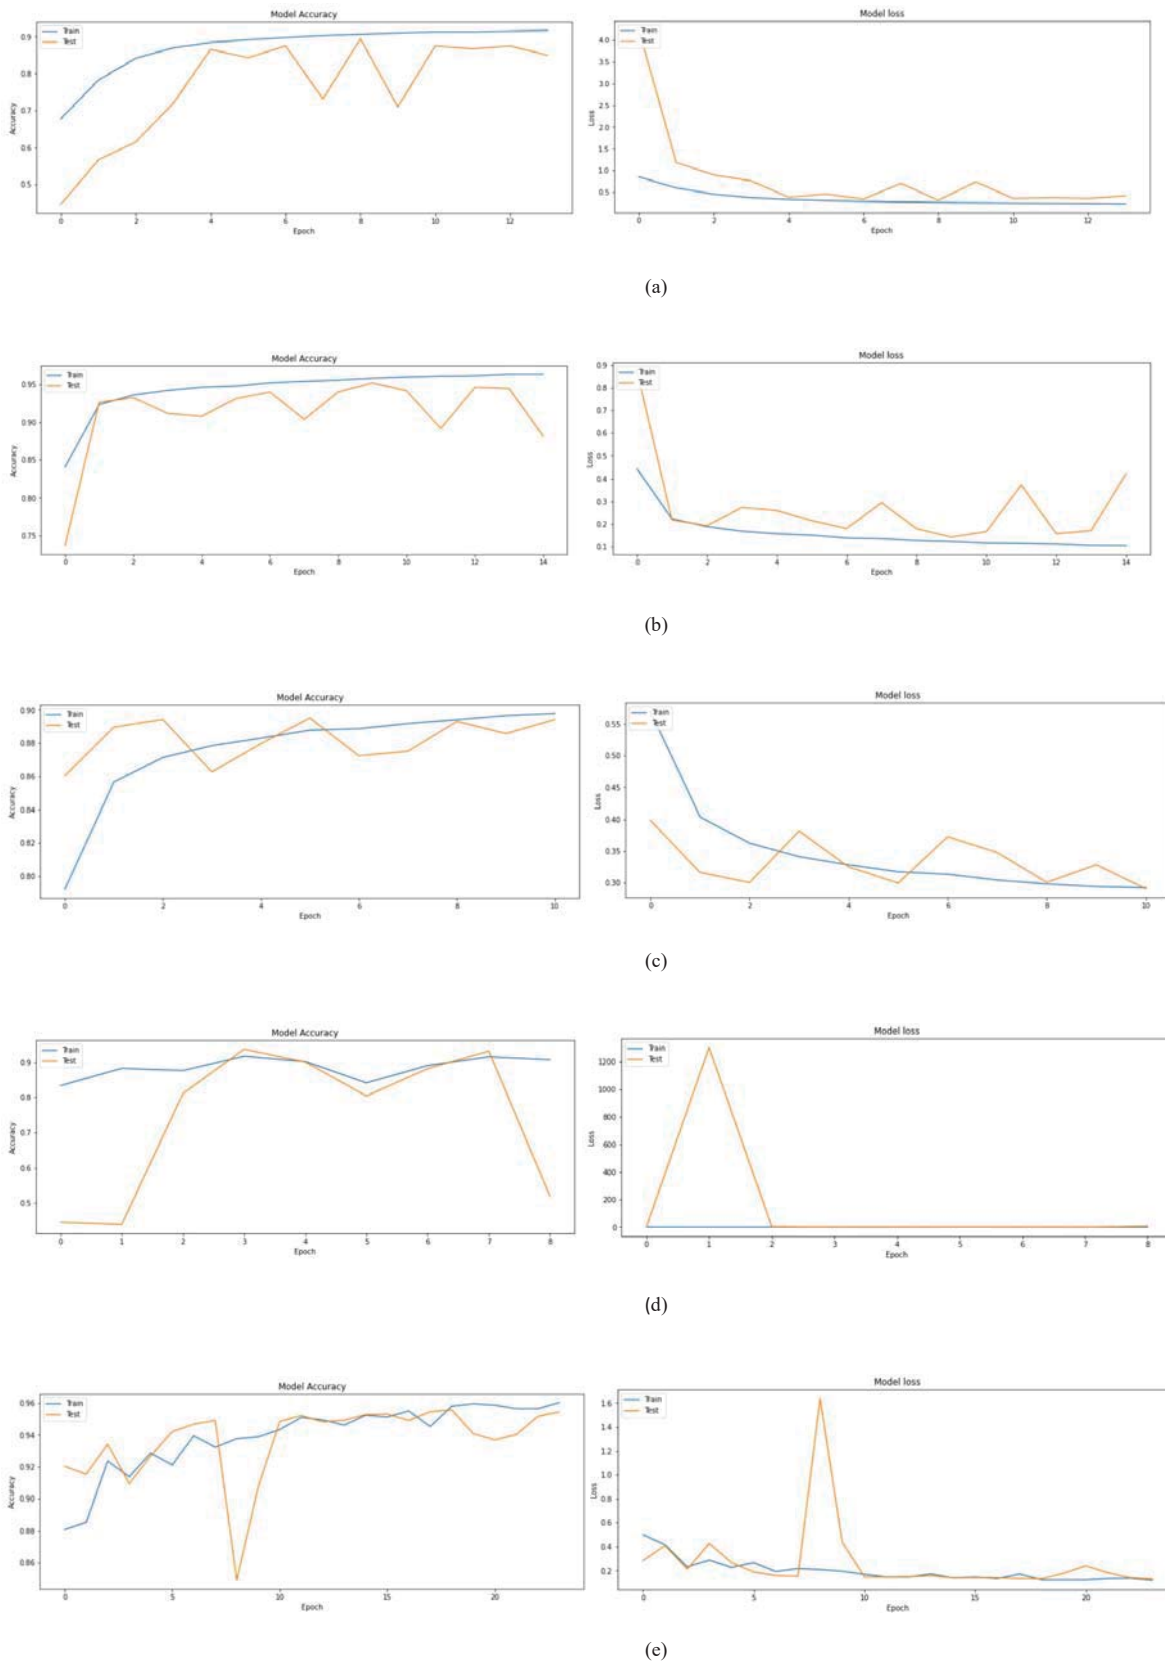 Model Accuracy
Train
Test
0.9
0.8
0.7
0.6
0.5
Accuracy
0 2 4 6 8 10 12
Epoch
Model loss
Train
Test
4.0
3.5
3.0
2.5
4.0
1.5
1.0
0.5
Loss
0 2 4 6 8 10 12
Epoch
(a)
Model Accuracy
Train
Test
0.95
0.90
0.85
0.80
0.75
Accuracy
0 2 4 6 8 10 12 14
Epoch
Model loss
Train
Test
0.9
0.8
0.7
0.6
0.5
0.4
0.3
0.2
0.1
Loss
0 2 4 6 8 10 12 14
Epoch
(b)
Model Accuracy
Train
Test
0.90
0.88
0.86
0.84
0.82
0.80
Accuracy
0 2 4 6 8 10
Epoch
Model loss
Train
Test
0.55
0.50
0.45
0.40
0.35
0.30
Loss
0 2 4 6 8 10
Epoch
(c)
Model Accuracy
Train
Test
0.9
0.8
0.7
0.6
0.5
Accuracy
0 1 2 3 4 5 6 7 8
Epoch
Model loss
Train
Test
1200
1000
800
600
400
200
0
Loss
0 1 2 3 4 5 6 7 8
Epoch
(d)
Model Accuracy
Train
Test
0.96
0.94
0.92
0.90
0.88
0.86
Accuracy
0 5 10 15 20
Epoch
Model loss
Train
Test
1.6
1.4
1.2
1.0
0.8
0.6
0.4
0.2
Loss
0 5 10 15 20
Epoch
(e)